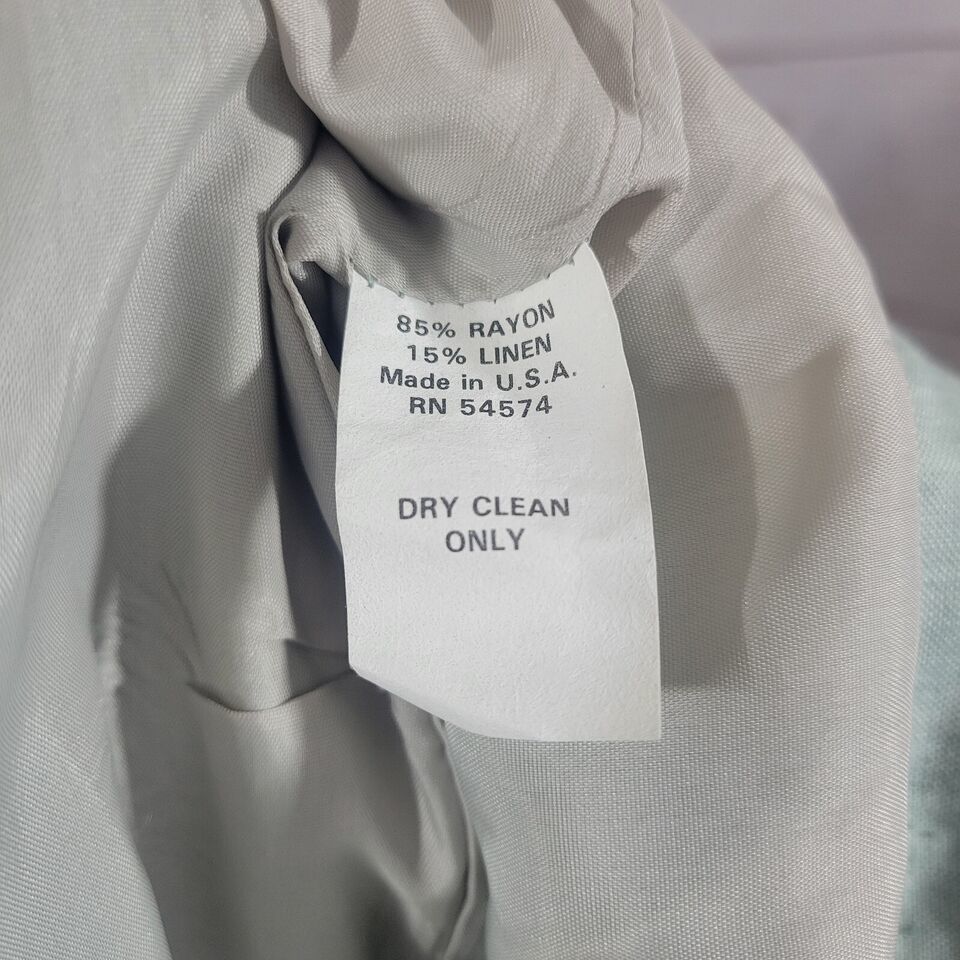 85% RAYON
15% LINEN
Made in U.S.A.
RN 54574
DRY CLEAN
ONLY